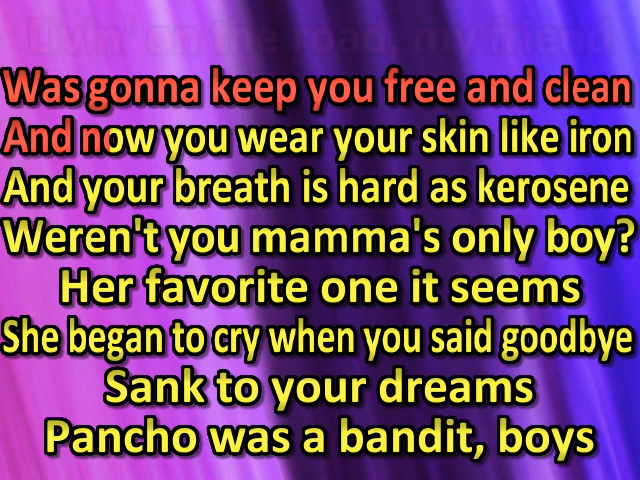 Livin' on the road, my friend
Was gonna keep you free and clean
And now you wear your skin like iron
And your breath is hard as kerosene
Weren't you mamma's only boy?
Her favorite one it seems
She began to cry when you said goodbye
Sank to your dreams
Pancho was a bandit, boys